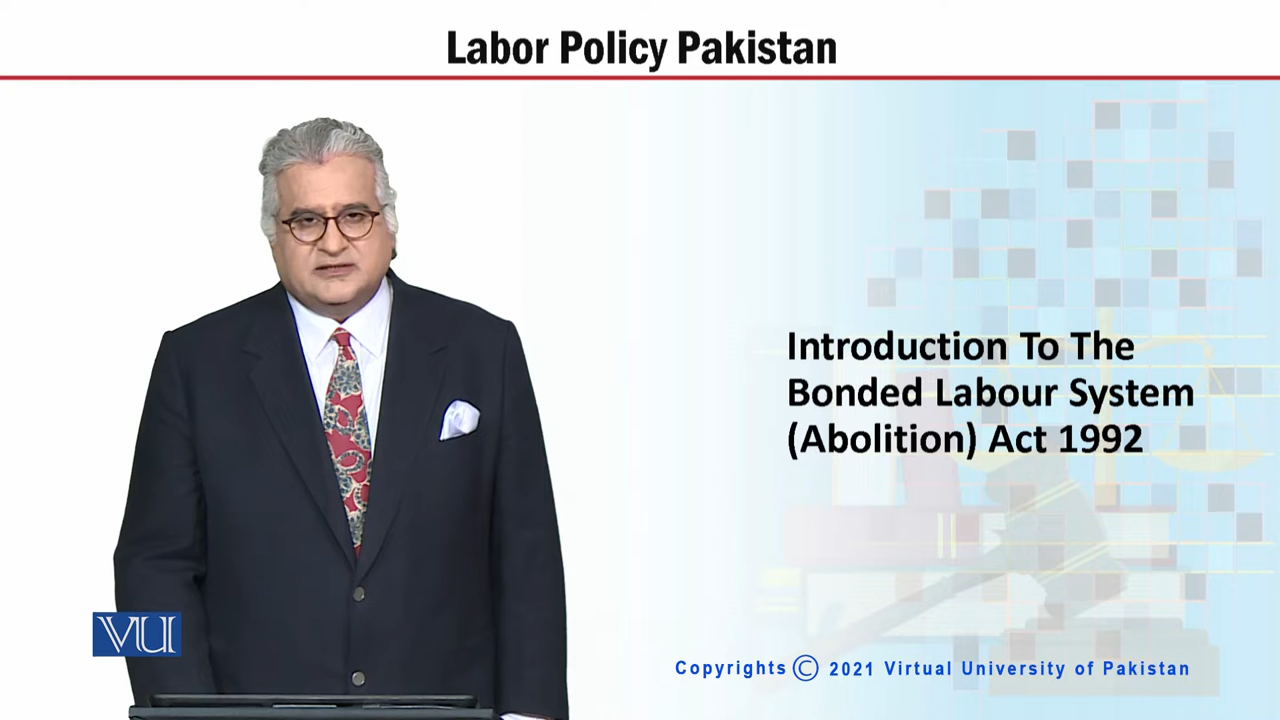 Labor Policy Pakistan
Introduction To The
Bonded Labour System
(Abolition) Act 1992
VU
Copyrights © 2021 Virtual University of Pakistan